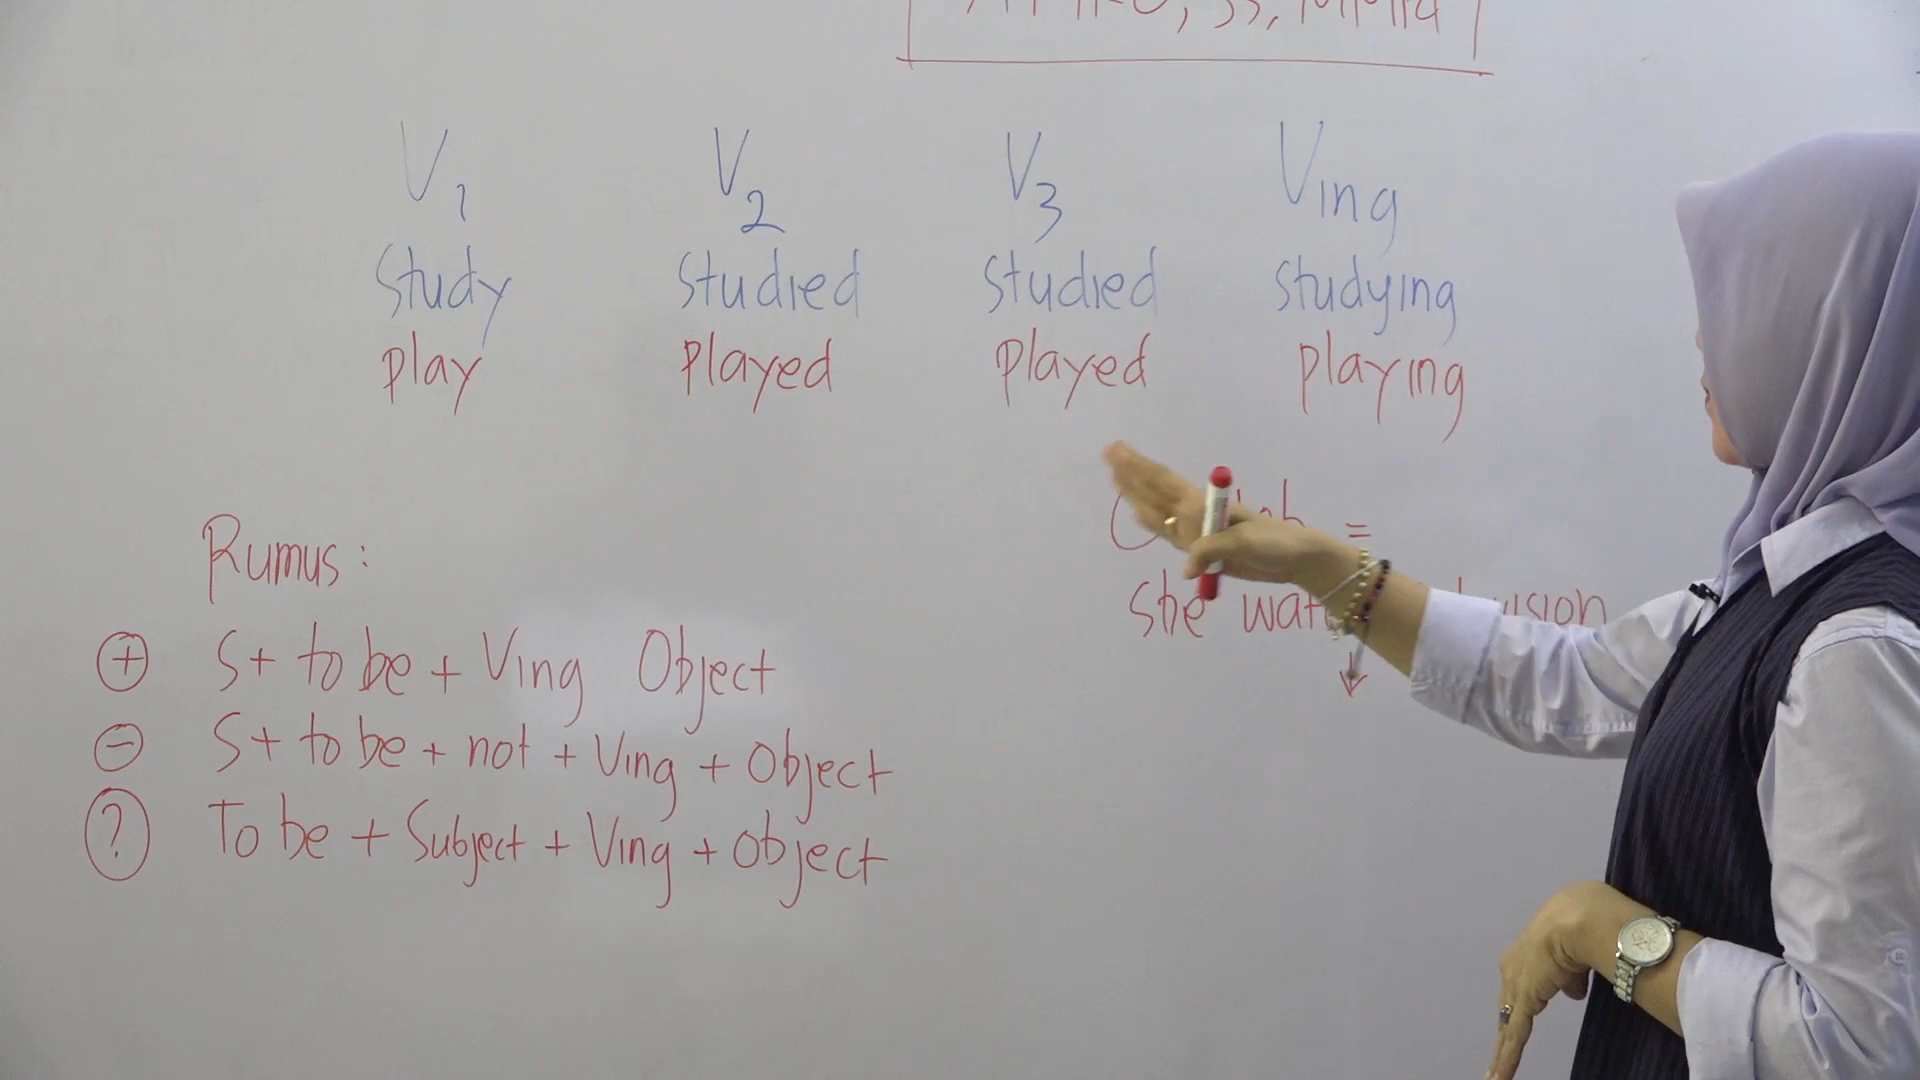 V1 V2 V3 Ving
Study Studied Studied Studying
Play Played Played Playing
Rumus :
=
She television
⊕ S + to be + Ving Object
⊖ S + to be + not + Ving + Object
? To be + Subject + Ving + Object